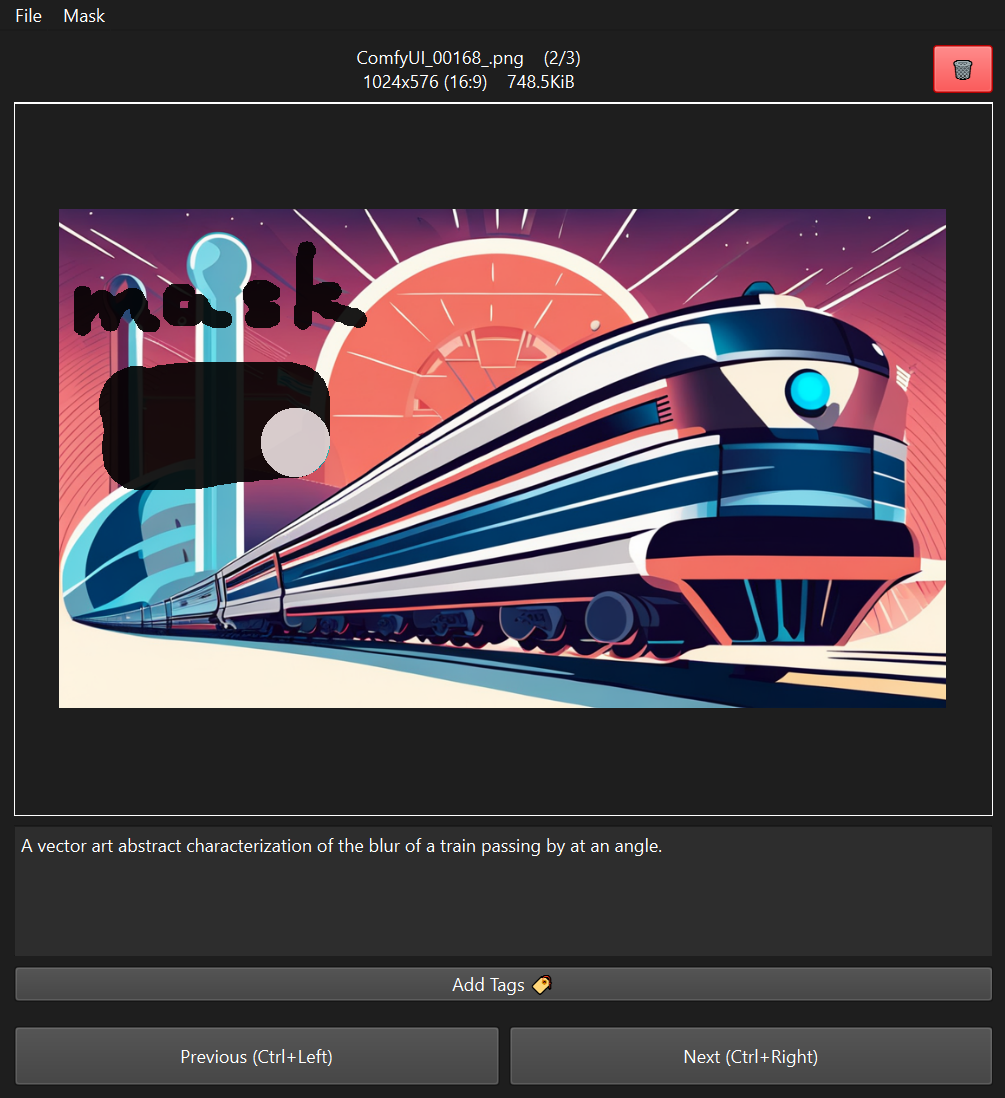 File Mask
ComfyUI_00168_.png (2/3)
1024x576 (16:9) 748.5KiB
mask
A vector art abstract characterization of the blur of a train passing by at an angle.
Add Tags
Previous (Ctrl+Left) Next (Ctrl+Right)